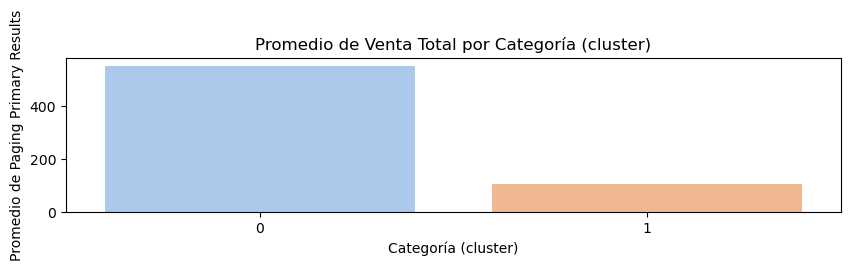 Promedio de Venta Total por Categoría (cluster)
Promedio de Paging Primary Results
400
200
0
0
1
Categoría (cluster)